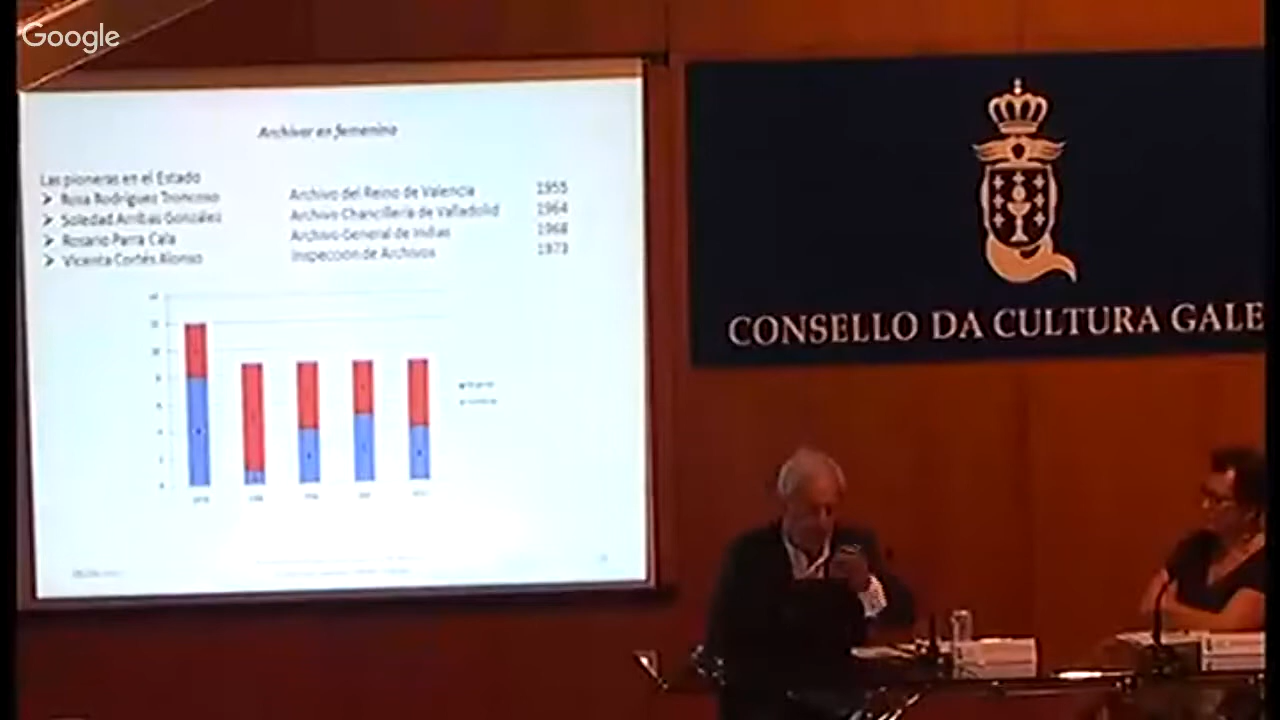 Google
Archivar en femenino
Las pioneras en el Estado
➤ Rosa Rodríguez Troncoso Archivo del Reino de Valencia 1955
➤ Soledad Arribas González Archivo Chancillería de Valladolid 1964
➤ Rosario Parra Cala Archivo General de Indias 1968
➤ Vicenta Cortés Alonso Inspección de Archivos 1973
CONSELLO DA CULTURA GALE